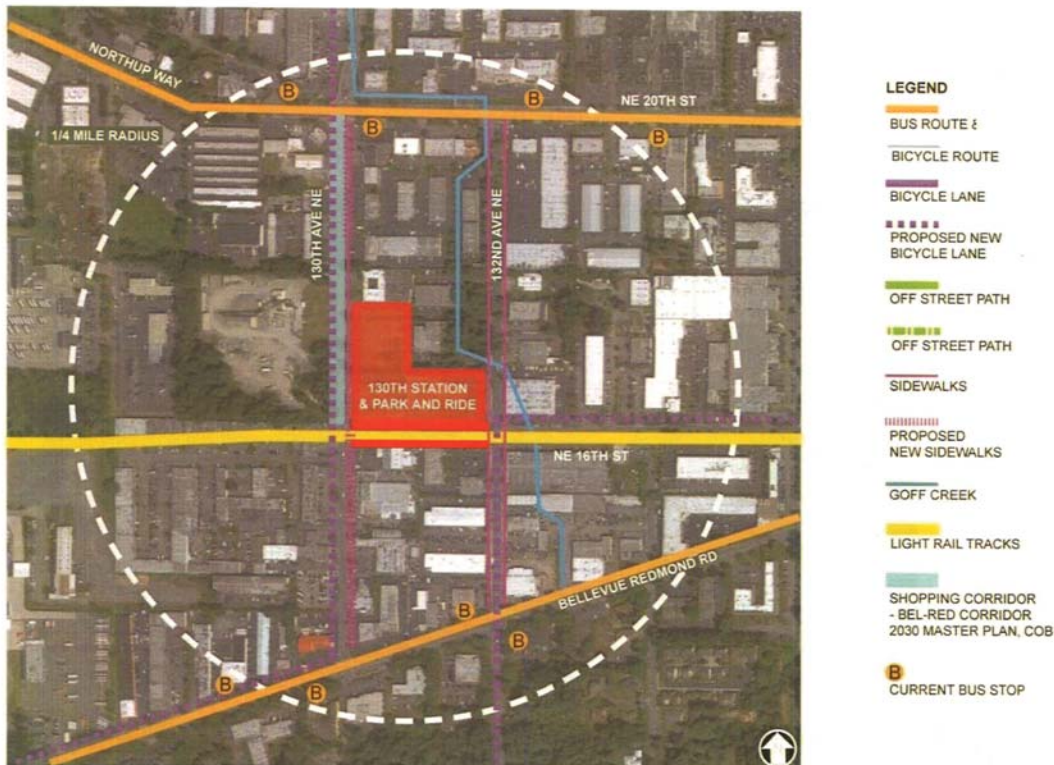 NORTHUP WAY
B
B
NE 20TH ST
1/4 MILE RADIUS
B
B
130TH AVE NE
132ND AVE NE
130TH STATION
& PARK AND RIDE
NE 16TH ST
BELLEVUE REDMOND RD
B
B
B
B
LEGEND
BUS ROUTE &
BICYCLE ROUTE
BICYCLE LANE
PROPOSED NEW
BICYCLE LANE
OFF STREET PATH
OFF STREET PATH
SIDEWALKS
PROPOSED
NEW SIDEWALKS
GOFF CREEK
LIGHT RAIL TRACKS
SHOPPING CORRIDOR
- BEL-RED CORRIDOR
2030 MASTER PLAN, COB
B
CURRENT BUS STOP